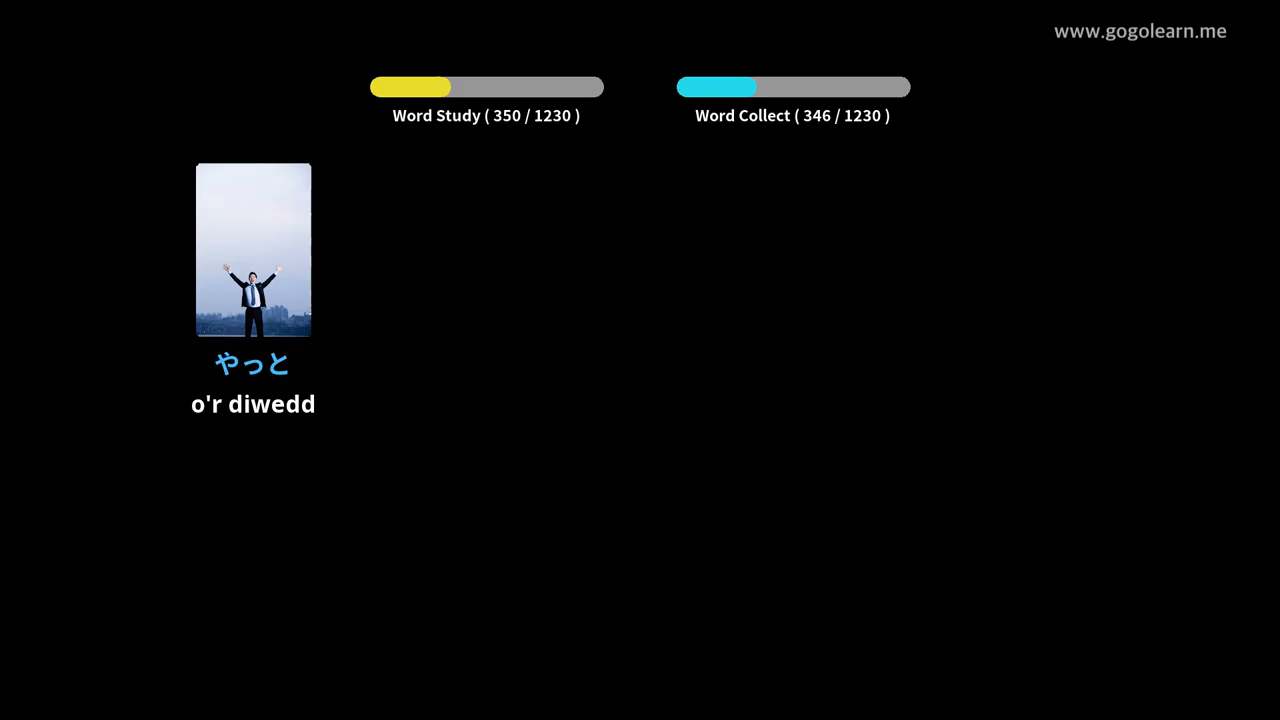 www.gogolearn.me
Word Study ( 350 / 1230 )
Word Collect ( 346 / 1230 )
やっと
o'r diwedd